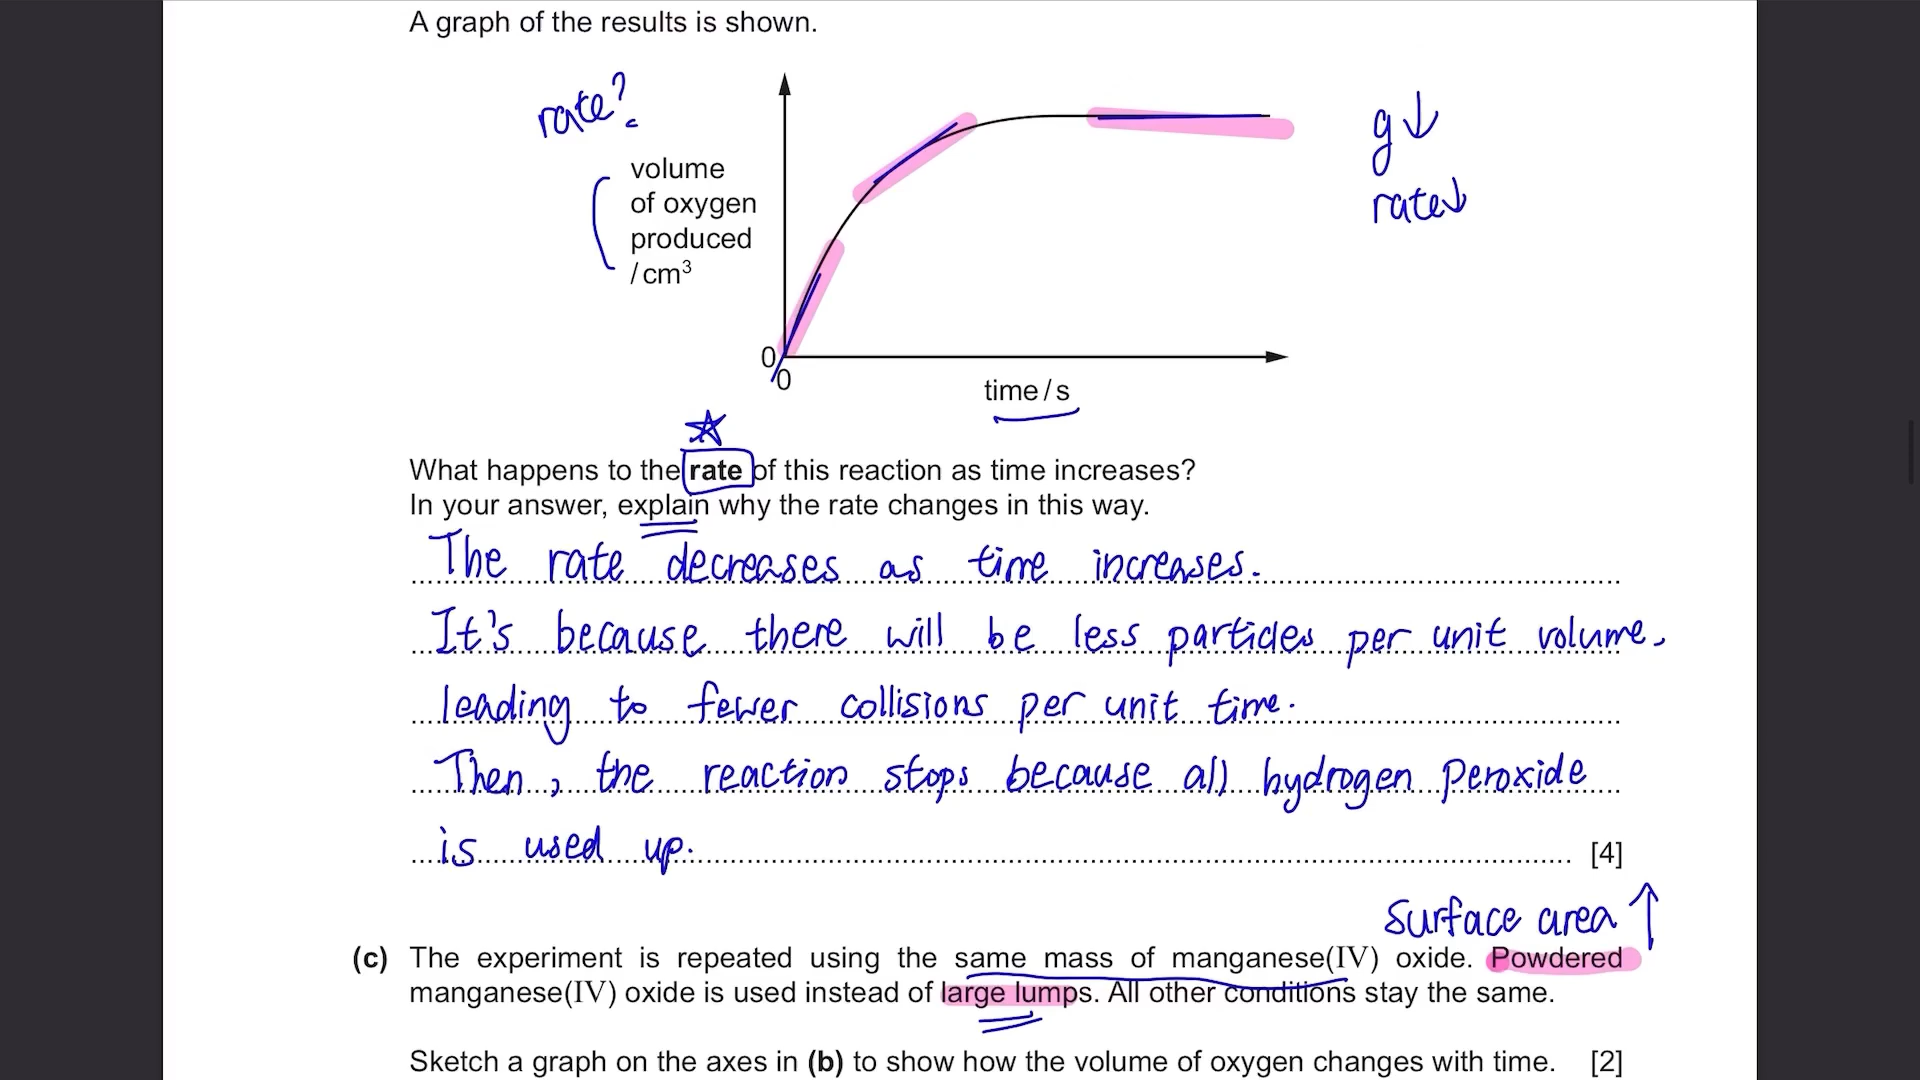 A graph of the results is shown.
rate?
volume
of oxygen
produced
/cm³
g↓
rate↓
0
0
time/s
☆
What happens to the rate of this reaction as time increases?
In your answer, explain why the rate changes in this way.
The rate decreases as time increases.
It's because there will be less particles per unit volume,
leading to fewer collisions per unit time.
Then, the reaction stops because all hydrogen peroxide
is used up.
[4]
surface area ↑
(c) The experiment is repeated using the same mass of manganese(IV) oxide. Powdered
manganese(IV) oxide is used instead of large lumps. All other conditions stay the same.
Sketch a graph on the axes in (b) to show how the volume of oxygen changes with time. [2]